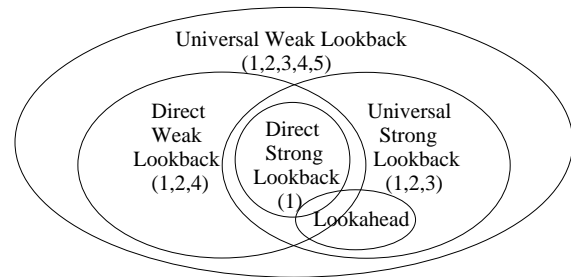 Universal Weak Lookback
(1,2,3,4,5)
Direct
Weak
Lookback
(1,2,4)
Direct
Strong
Lookback
(1)
Universal
Strong
Lookback
(1,2,3)
Lookahead